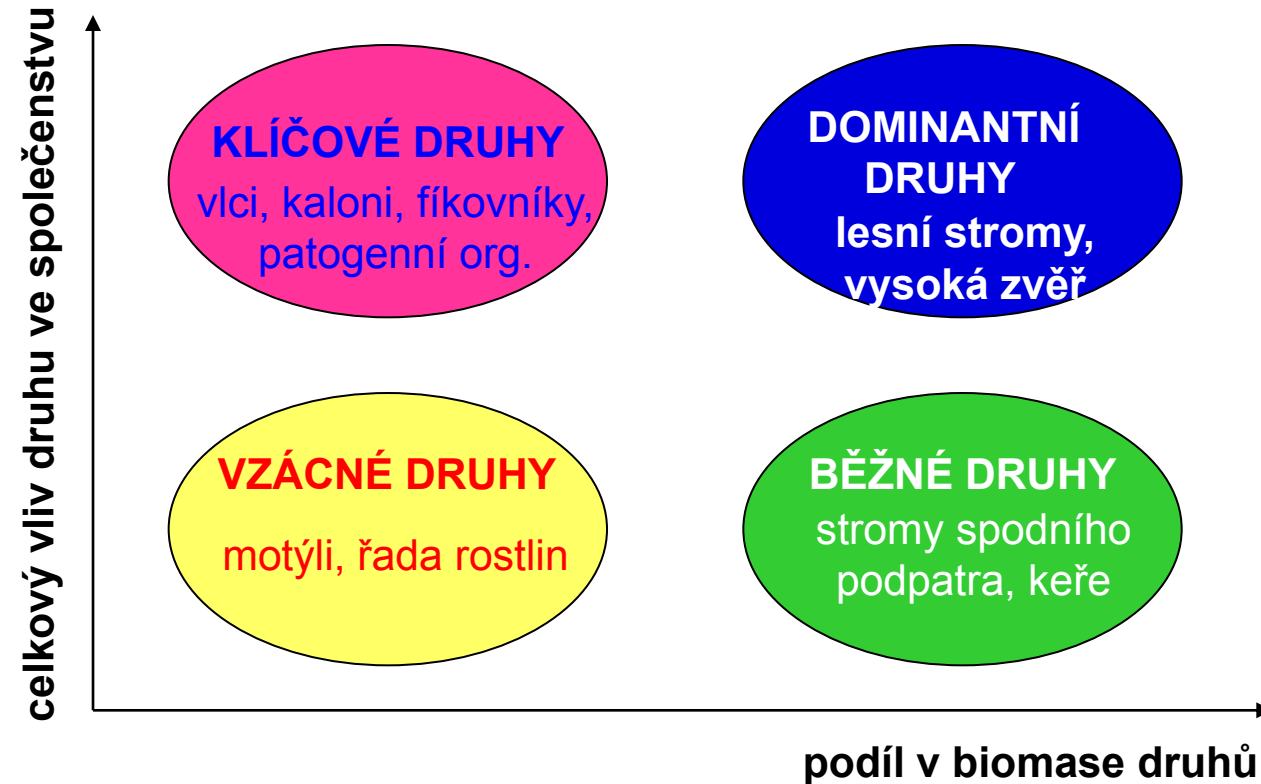 celkový vliv druhu ve společenstvu
KLÍČOVÉ DRUHY
vlci, kaloni, fíkovníky,
patogenní org.
DOMINANTNÍ
DRUHY
lesní stromy,
vysoká zvěř
VZÁCNÉ DRUHY
motýli, řada rostlin
BĚŽNÉ DRUHY
stromy spodního
podpatra, keře
podíl v biomase druhů